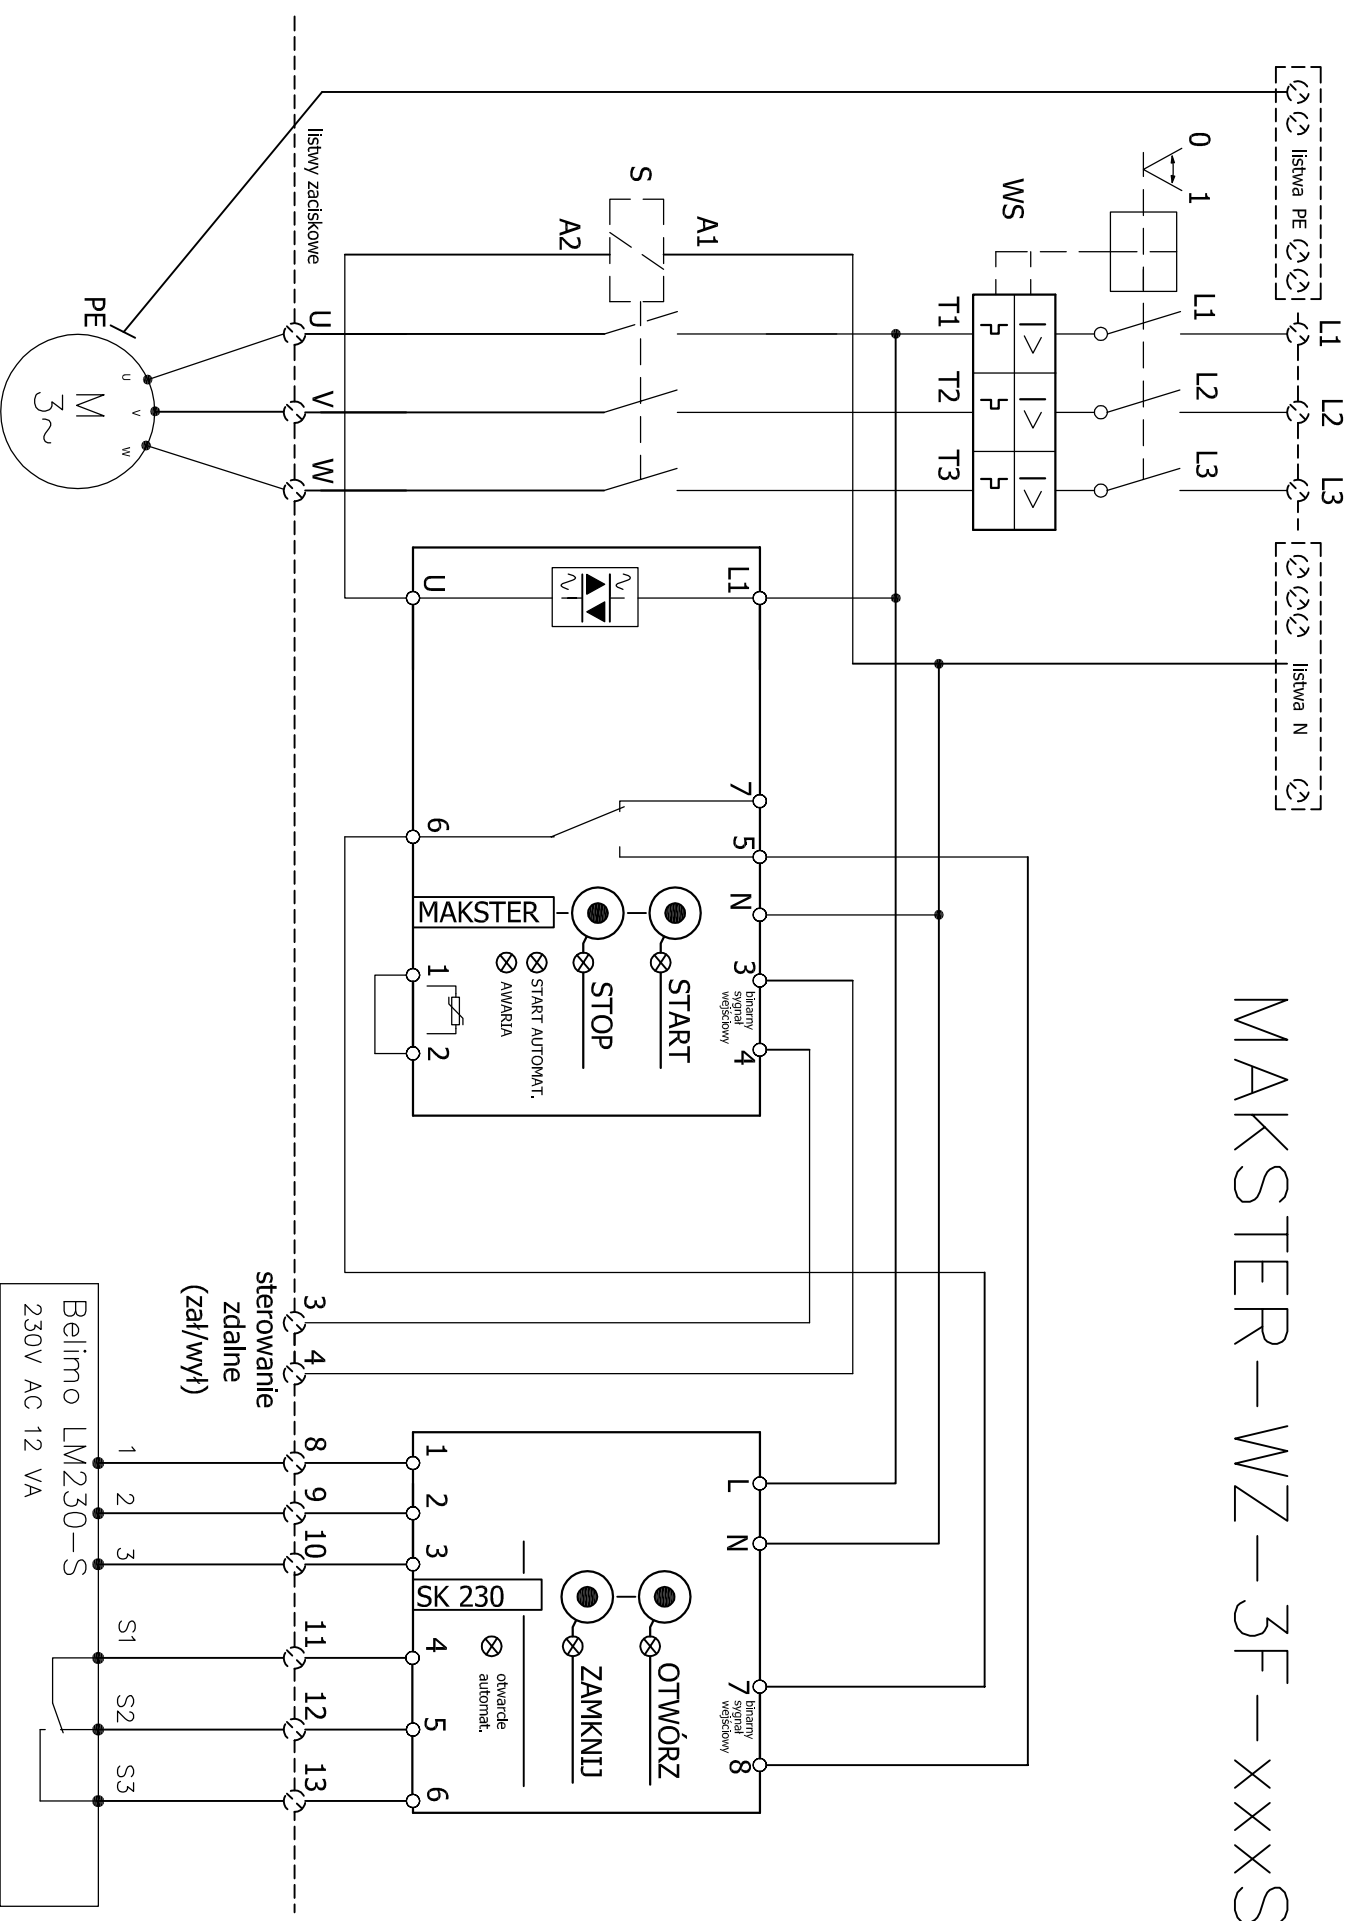 MAKSTER-WZ-3F-XXXS
listwa PE
L1
L2
L3
listwa N
0
1
L1
L2
L3
WS
I>
I>
I>
T1
T2
T3
S
A1
A2
L1
7
5
N
3
binarny
sygnał
wejściowy
4
START
STOP
START AUTOMAT.
AWARIA
MAKSTER
U
6
1
2
L
N
7
binarny
sygnał
wejściowy
8
OTWÓRZ
ZAMKNIJ
otwarcie
automat.
SK 230
1
2
3
4
5
6
listwy zaciskowe
U
V
W
3
4
8
9
10
11
12
13
sterowanie
zdalne
(zał/wył)
PE
U
V
W
M
3~
1
2
3
S1
S2
S3
Belimo LM230-S
230V AC 12 VA